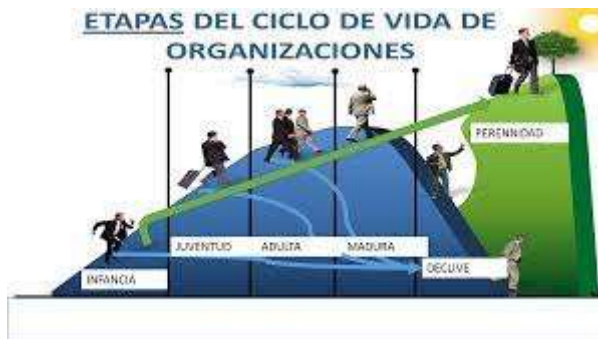 ETAPAS DEL CICLO DE VIDA DE
ORGANIZACIONES
PERENNIDAD
JUVENTUD
ADULTA
MADURA
DECLIVE
INFANCIA